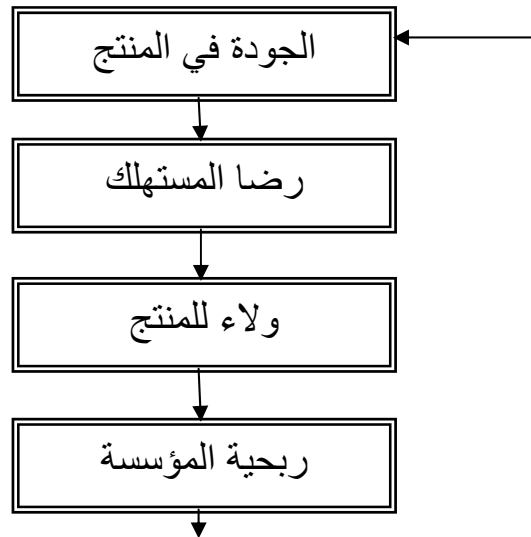 الجودة في المنتج
رضا المستهلك
ولاء للمنتج
ربحية المؤسسة